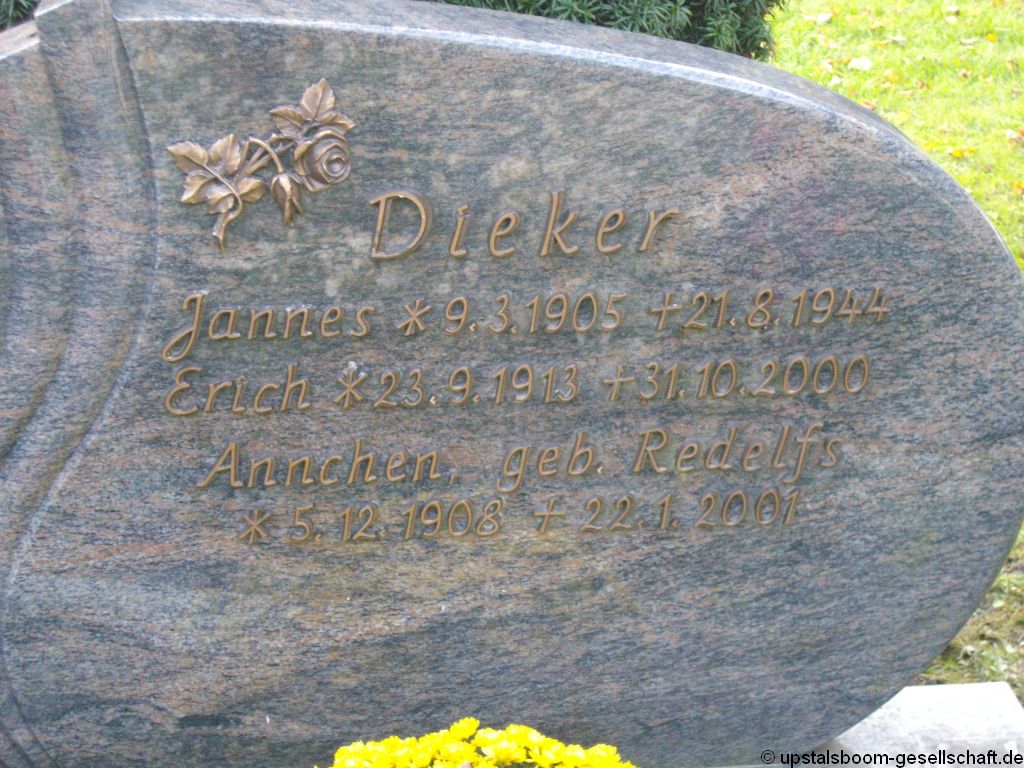 Dieker
Jannes * 9.3.1905 † 21.8.1944
Erich * 23.9.1913 † 31.10.2000
Annchen, geb. Redelfs
* 5.12.1908 † 22.1.2001
© upstalsboom-gesellschaft.de